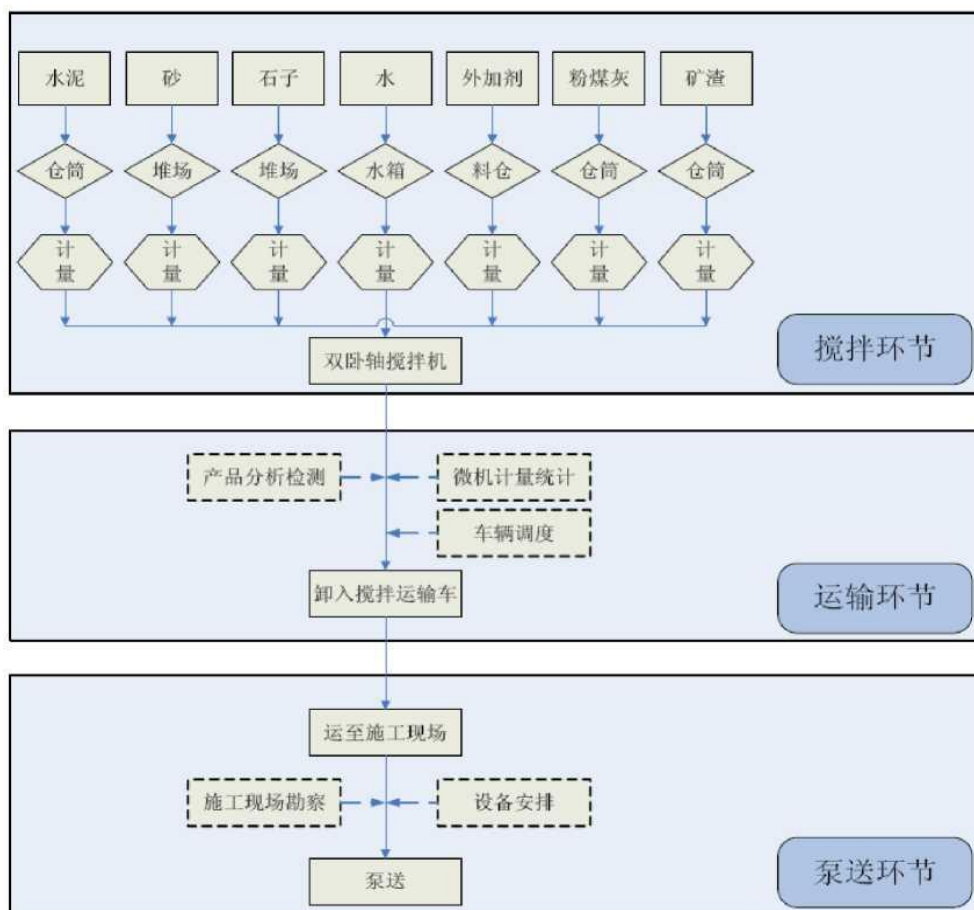 水泥
砂
石子
水
外加剂
粉煤灰
矿渣
仓筒
堆场
堆场
水箱
料仓
仓筒
仓筒
计
量
计
量
计
量
计
量
计
量
计
量
计
量
双卧轴搅拌机
搅拌环节
产品分析检测
微机计量统计
车辆调度
卸入搅拌运输车
运输环节
运至施工现场
施工现场勘察
设备安排
泵送
泵送环节